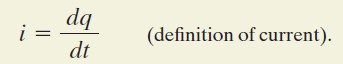 i = dq/dt (definition of current).